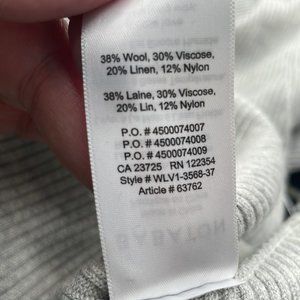 38% Wool, 30% Viscose,
20% Linen, 12% Nylon
38% Laine, 30% Viscose,
20% Lin, 12% Nylon
P.O. # 4500074007
P.O. # 4500074008
P.O. # 4500074009
CA 23725 RN 122354
Style # WLV1-3568-37
Article # 63762